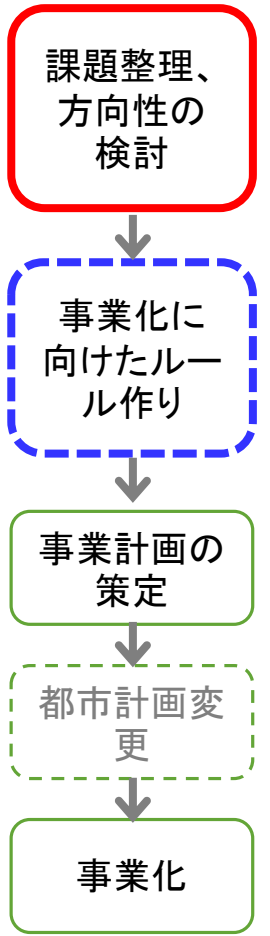 課題整理、
方向性の
検討
事業化に
向けたルー
ル作り
事業計画の
策定
都市計画変
更
事業化